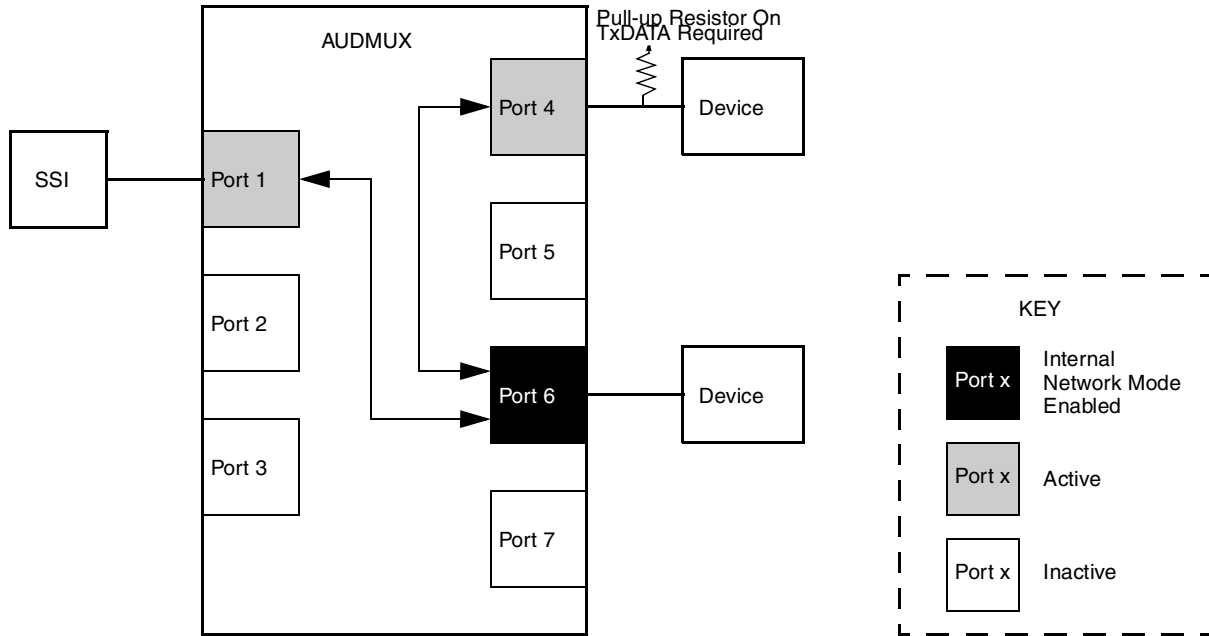 Pull-up Resistor On
TxDATA Required
AUDMUX
Port 4
Device
SSI
Port 1
Port 5
Port 2
KEY
Port x
Internal
Network Mode
Enabled
Port 6
Device
Port 3
Port x
Active
Port 7
Port x
Inactive